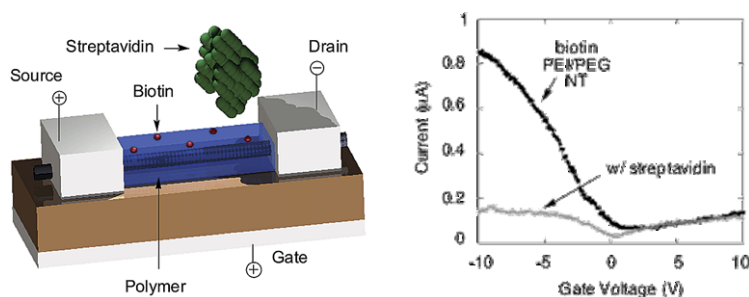 Streptavidin
Drain
Source
Biotin
Gate
Polymer
1
0.8
0.6
0.4
0.2
0
Current (μA)
biotin
PEI/PEG
NT
w/ streptavidin
-10
-5
0
5
10
Gate Voltage (V)